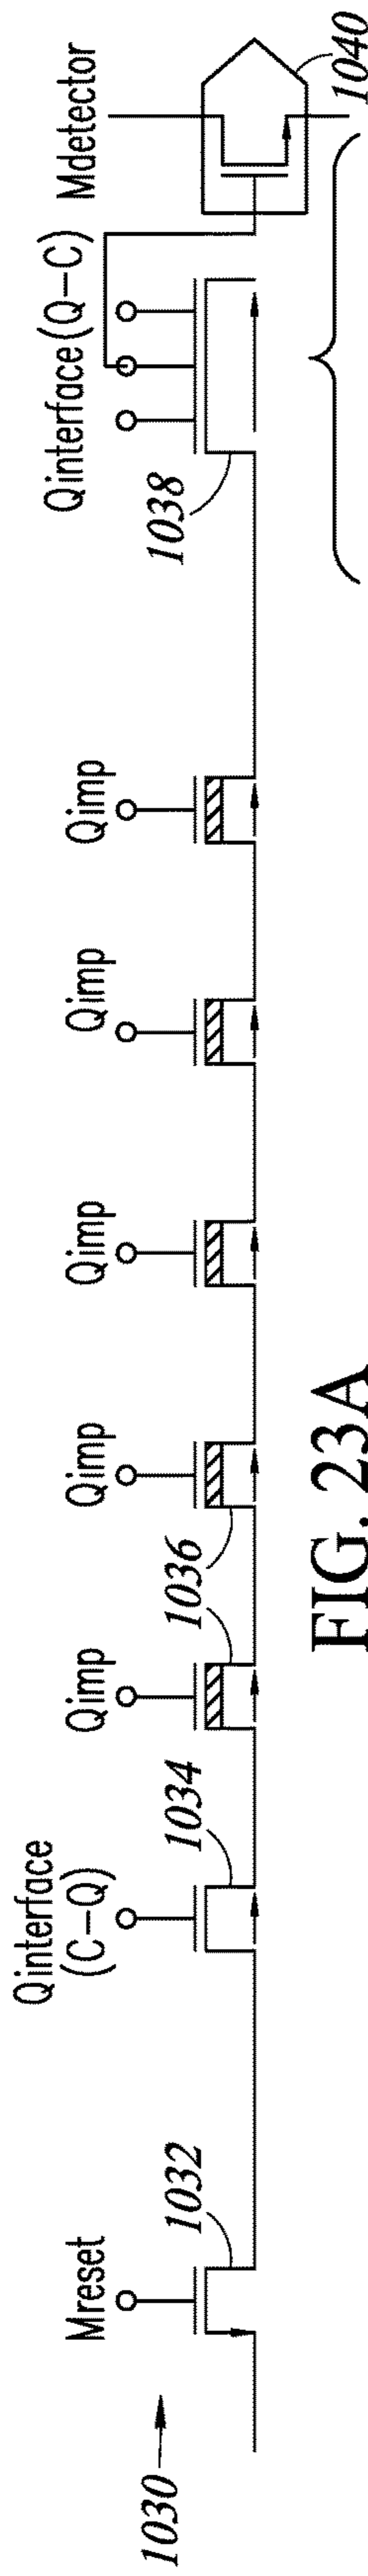 1030
Mreset
1032
Qinterface
(C-Q)
1034
Qimp
1036
Qimp
Qimp
Qimp
Qimp
Qinterface(Q-C)
1038
Mdetector
1040
FIG. 23A